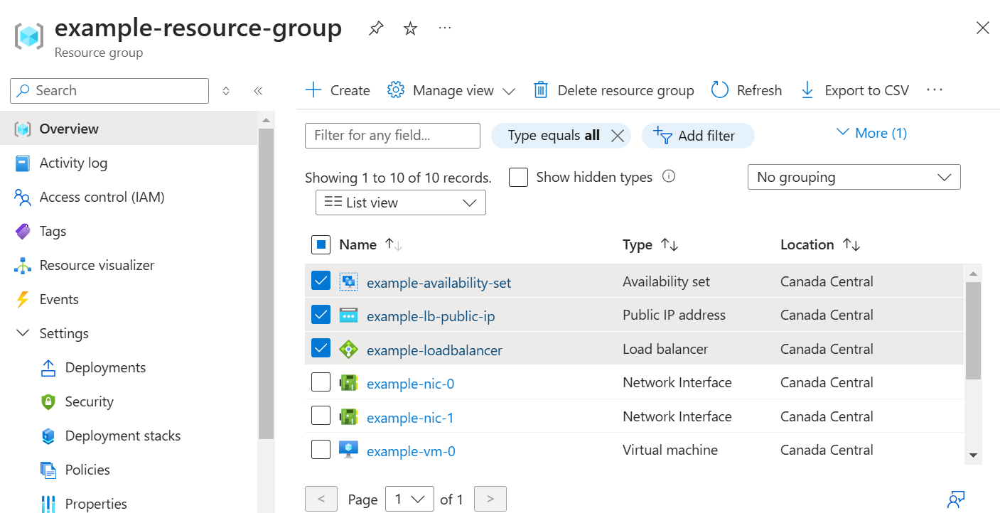 example-resource-group
Resource group
Search
Create
Manage view
Delete resource group
Refresh
Export to CSV
Overview
Activity log
Access control (IAM)
Tags
Resource visualizer
Events
Settings
Deployments
Security
Deployment stacks
Policies
Properties
Filter for any field...
Type equals all
Add filter
More (1)
Showing 1 to 10 of 10 records.
Show hidden types
No grouping
List view
Name Type Location
example-availability-set Availability set Canada Central
example-lb-public-ip Public IP address Canada Central
example-loadbalancer Load balancer Canada Central
example-nic-0 Network Interface Canada Central
example-nic-1 Network Interface Canada Central
example-vm-0 Virtual machine Canada Central
< Page 1 of 1 >